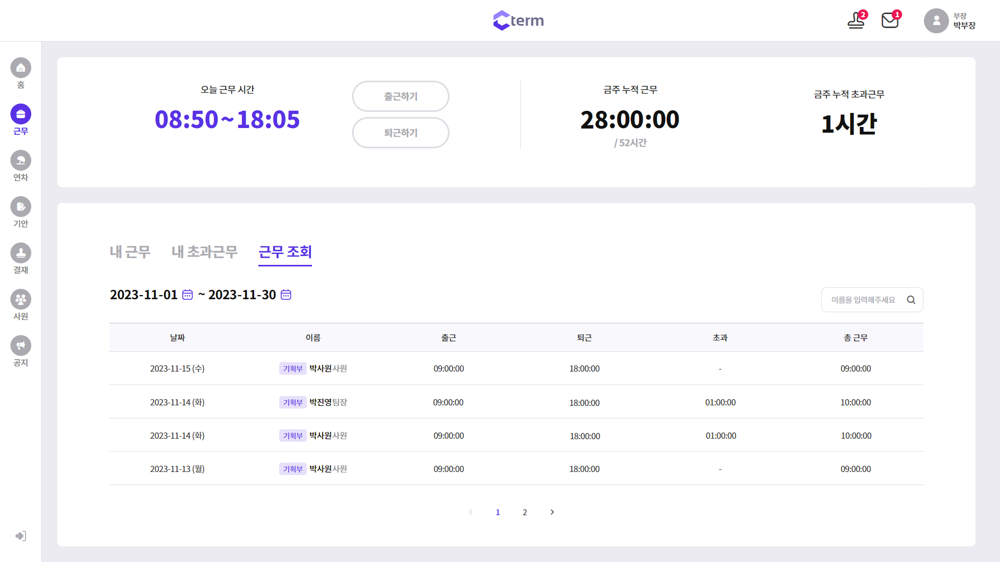 term
2
1
부장
박부장
홈
근무
연차
기안
결재
사원
공지
오늘 근무 시간
08:50~18:05
출근하기
퇴근하기
금주 누적 근무
28:00:00
/ 52시간
금주 누적 초과근무
1시간
내 근무 내 초과근무 근무 조회
2023-11-01 ~ 2023-11-30
이름을 입력해주세요
날짜 이름 출근 퇴근 초과 총 근무
2023-11-15 (수) 기획부 박사원사원 09:00:00 18:00:00 - 09:00:00
2023-11-14 (화) 기획부 박진영팀장 09:00:00 18:00:00 01:00:00 10:00:00
2023-11-14 (화) 기획부 박사원사원 09:00:00 18:00:00 01:00:00 10:00:00
2023-11-13 (월) 기획부 박사원사원 09:00:00 18:00:00 - 09:00:00
1 2